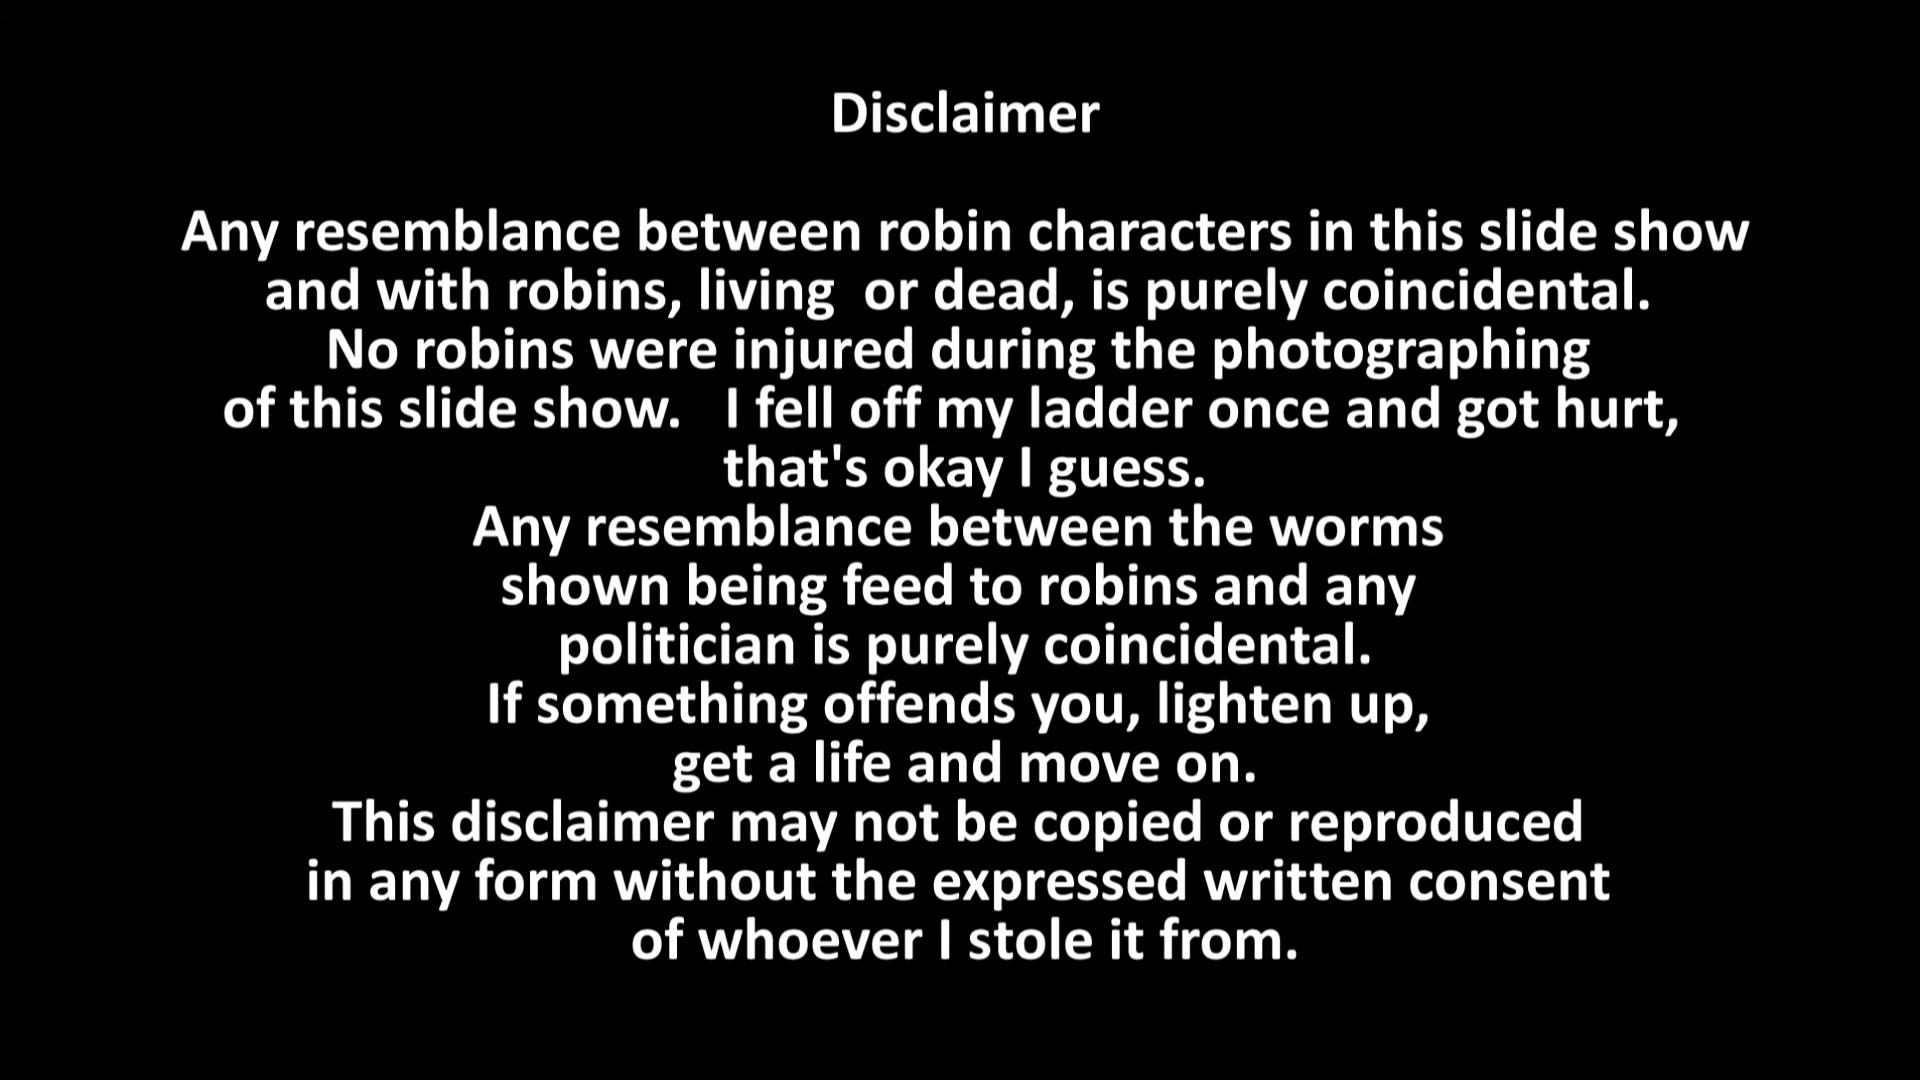 Disclaimer
Any resemblance between robin characters in this slide show
and with robins, living  or dead, is purely coincidental.
No robins were injured during the photographing
of this slide show.   I fell off my ladder once and got hurt,
that's okay I guess.
Any resemblance between the worms
shown being feed to robins and any
politician is purely coincidental.
If something offends you, lighten up,
get a life and move on.
This disclaimer may not be copied or reproduced
in any form without the expressed written consent
of whoever I stole it from.